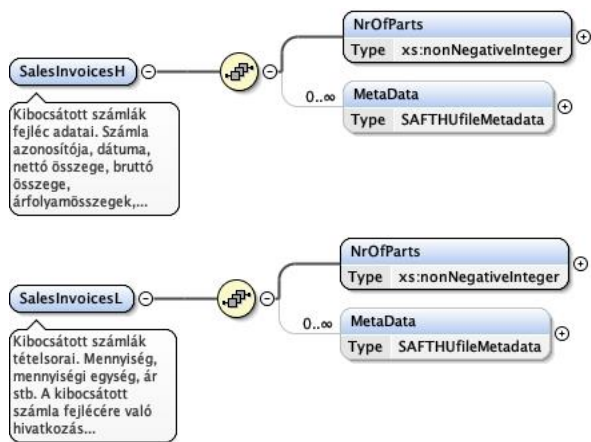 NrOfParts
Type xs:nonNegativeInteger
SalesInvoicesH
0..∞
MetaData
Type SAFTHUfileMetadata
Kibocsátott számlák
fejléc adatai. Számla
azonosítója, dátuma,
nettó összege, bruttó
összege,
árfolyamösszegek,...
NrOfParts
Type xs:nonNegativeInteger
SalesInvoicesL
0..∞
MetaData
Type SAFTHUfileMetadata
Kibocsátott számlák
tételsorai. Mennyiség,
mennyiségi egység, ár
stb. A kibocsátott
számla fejlécére való
hivatkozás...